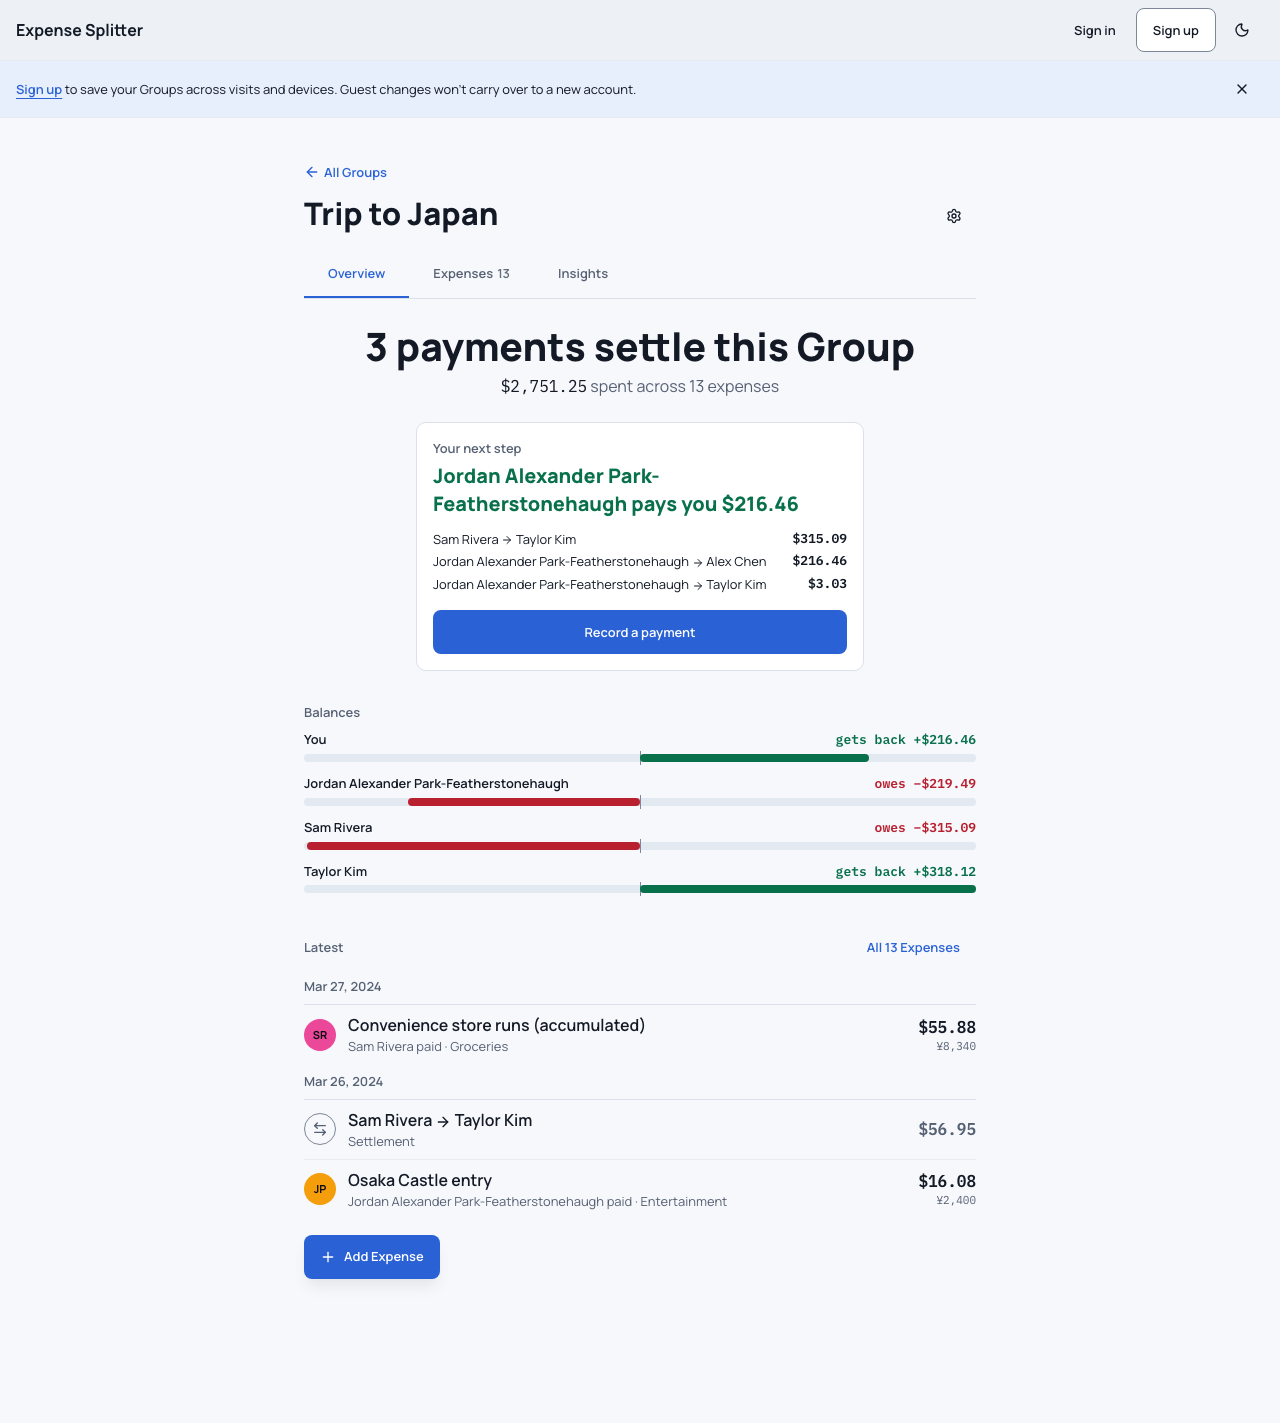 Expense Splitter
Sign in
Sign up
Sign up to save your Groups across visits and devices. Guest changes won't carry over to a new account.
All Groups
Trip to Japan
Overview
Expenses 13
Insights
3 payments settle this Group
$2,751.25 spent across 13 expenses
Your next step
Jordan Alexander Park-
Featherstonehaugh pays you $216.46
Sam Rivera → Taylor Kim $315.09
Jordan Alexander Park-Featherstonehaugh → Alex Chen $216.46
Jordan Alexander Park-Featherstonehaugh → Taylor Kim $3.03
Record a payment
Balances
You gets back +$216.46
Jordan Alexander Park-Featherstonehaugh owes −$219.49
Sam Rivera owes −$315.09
Taylor Kim gets back +$318.12
Latest
All 13 Expenses
Mar 27, 2024
SR
Convenience store runs (accumulated) $55.88
Sam Rivera paid · Groceries ¥8,340
Mar 26, 2024
Sam Rivera → Taylor Kim $56.95
Settlement
JP
Osaka Castle entry $16.08
Jordan Alexander Park-Featherstonehaugh paid · Entertainment ¥2,400
Add Expense